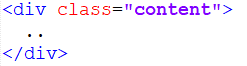 <div class="content">
  ..
</div>